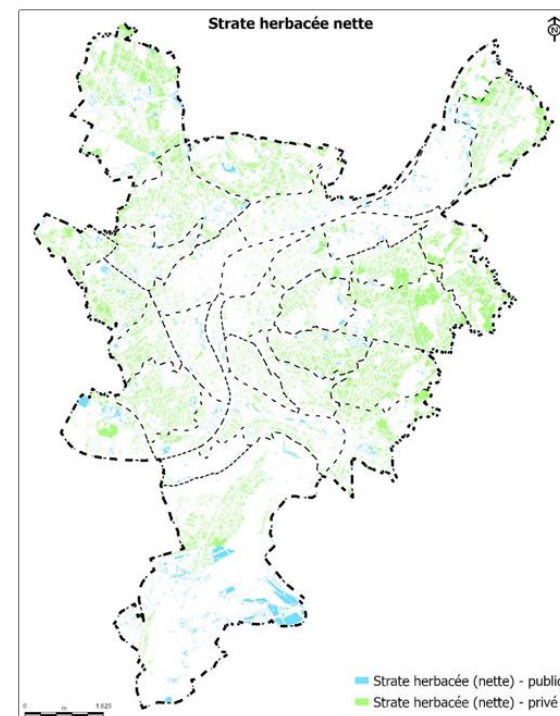 Strate herbacée nette
N
Strate herbacée (nette) - public
Strate herbacée (nette) - privé
0 m 1.625